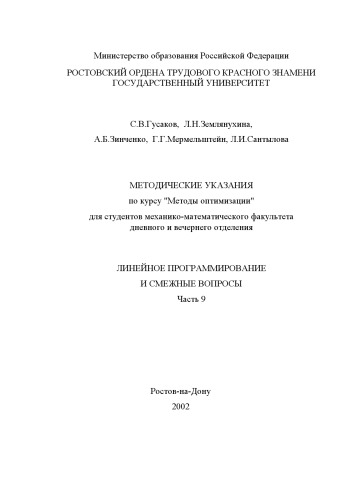 Министерство образования Российской Федерации
РОСТОВСКИЙ ОРДЕНА ТРУДОВОГО КРАСНОГО ЗНАМЕНИ
ГОСУДАРСТВЕННЫЙ УНИВЕРСИТЕТ
С.В.Гусаков, Л.Н.Землянухина,
А.Б.Зинченко, Г.Г.Мермельштейн, Л.И.Сантылова
МЕТОДИЧЕСКИЕ УКАЗАНИЯ
по курсу "Методы оптимизации"
для студентов механико-математического факультета
дневного и вечернего отделения
ЛИНЕЙНОЕ ПРОГРАММИРОВАНИЕ
И СМЕЖНЫЕ ВОПРОСЫ
Часть 9
Ростов-на-Дону
2002